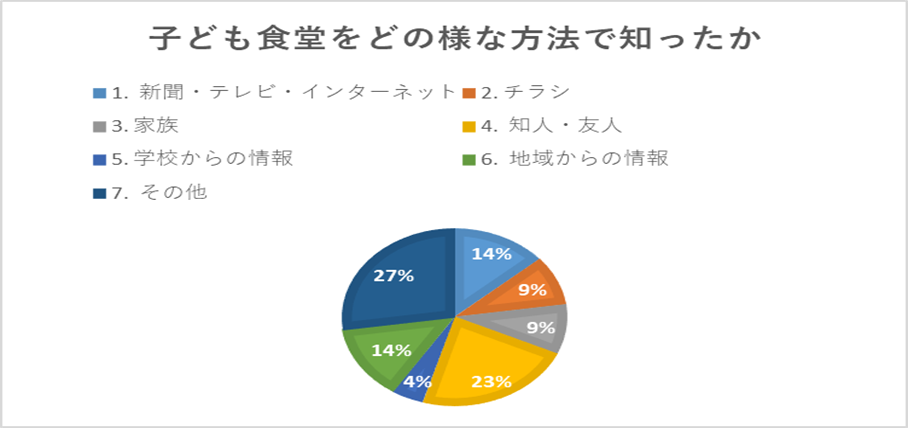 子ども食堂をどの様な方法で知ったか
1. 新聞・テレビ・インターネット 2. チラシ
3. 家族 4. 知人・友人
5. 学校からの情報 6. 地域からの情報
7. その他
14%
27%
9%
9%
14%
4%
23%